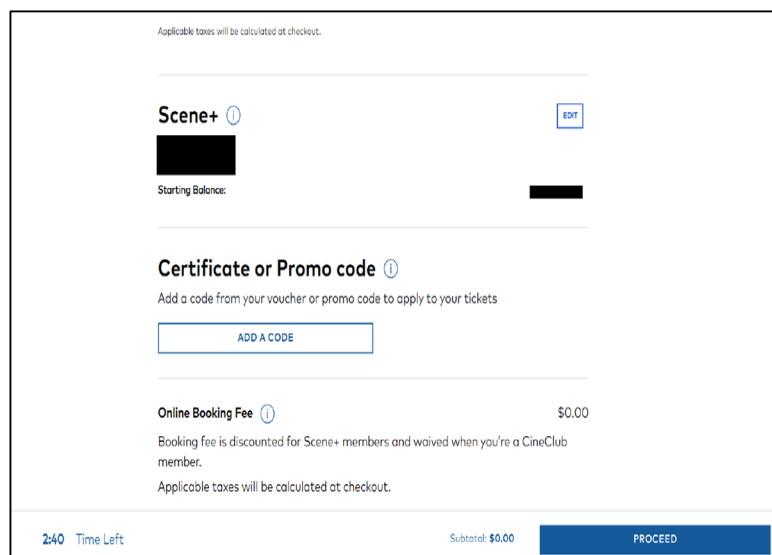 Applicable taxes will be calculated at checkout.
Scene+
EDIT
Starting Balance:
Certificate or Promo code
Add a code from your voucher or promo code to apply to your tickets
ADD A CODE
Online Booking Fee $0.00
Booking fee is discounted for Scene+ members and waived when you're a CineClub
member.
Applicable taxes will be calculated at checkout.
2:40 Time Left Subtotal: $0.00 PROCEED